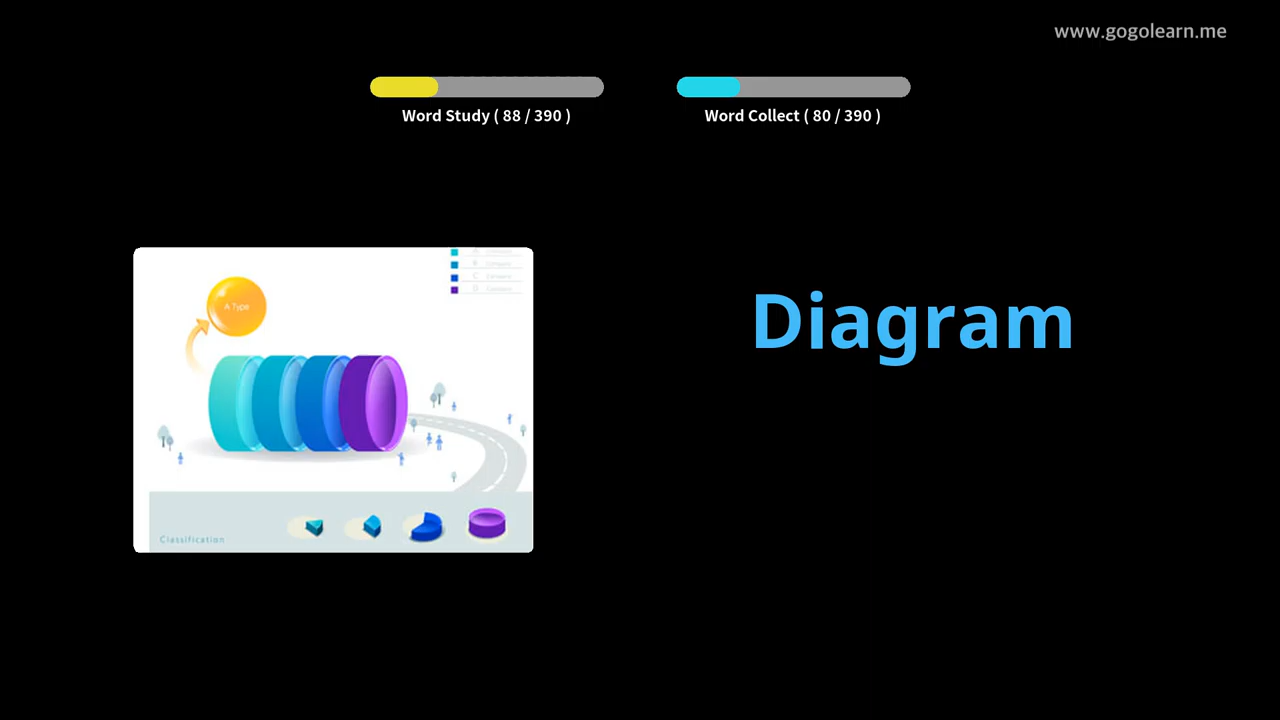 www.gogolearn.me
Word Study ( 88 / 390 )
Word Collect ( 80 / 390 )
Diagram
A Type
C
D
Classification